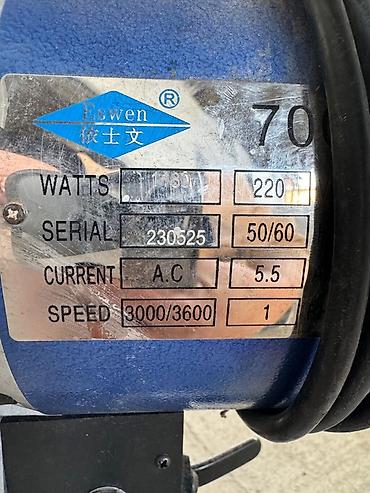 Eswen ®
依士文
70
WATTS 220
SERIAL 230525 50/60
CURRENT A.C 5.5
SPEED 3000/3600 1